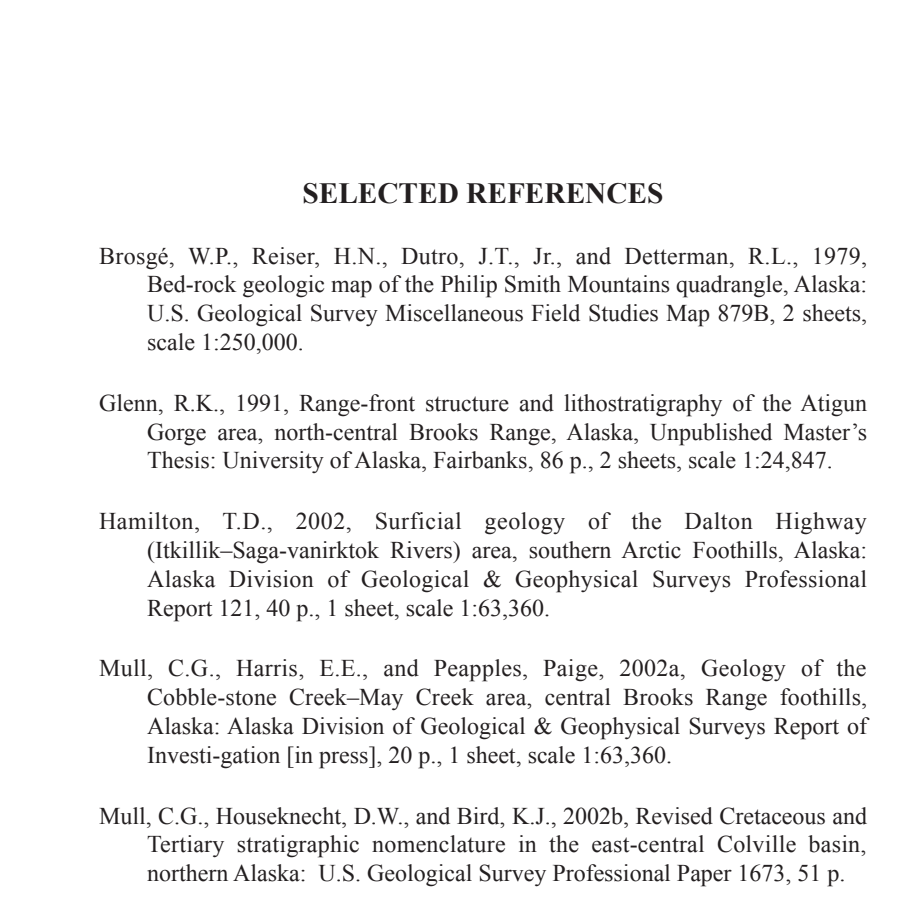 SELECTED REFERENCES
Brosgé, W.P., Reiser, H.N., Dutro, J.T., Jr., and Detterman, R.L., 1979,
Bed-rock geologic map of the Philip Smith Mountains quadrangle, Alaska:
U.S. Geological Survey Miscellaneous Field Studies Map 879B, 2 sheets,
scale 1:250,000.
Glenn, R.K., 1991, Range-front structure and lithostratigraphy of the Atigun
Gorge area, north-central Brooks Range, Alaska, Unpublished Master’s
Thesis: University of Alaska, Fairbanks, 86 p., 2 sheets, scale 1:24,847.
Hamilton, T.D., 2002, Surficial geology of the Dalton Highway
(Itkillik–Saga-vanirktok Rivers) area, southern Arctic Foothills, Alaska:
Alaska Division of Geological & Geophysical Surveys Professional
Report 121, 40 p., 1 sheet, scale 1:63,360.
Mull, C.G., Harris, E.E., and Peapples, Paige, 2002a, Geology of the
Cobble-stone Creek–May Creek area, central Brooks Range foothills,
Alaska: Alaska Division of Geological & Geophysical Surveys Report of
Investi-gation [in press], 20 p., 1 sheet, scale 1:63,360.
Mull, C.G., Houseknecht, D.W., and Bird, K.J., 2002b, Revised Cretaceous and
Tertiary stratigraphic nomenclature in the east-central Colville basin,
northern Alaska:  U.S. Geological Survey Professional Paper 1673, 51 p.